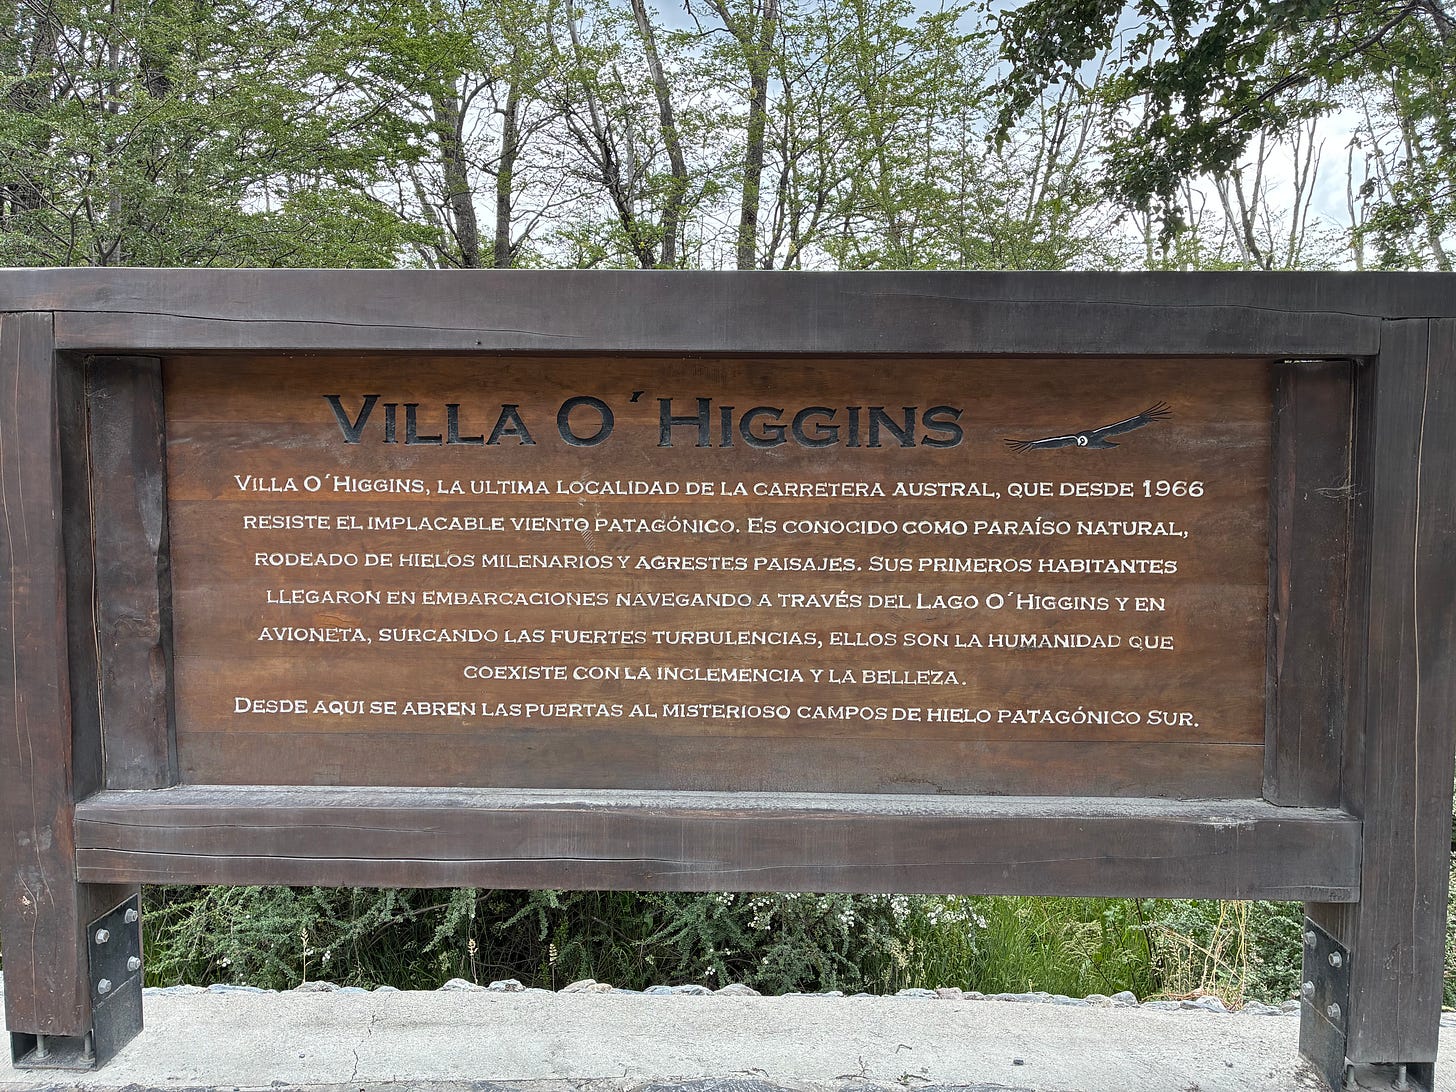 VILLA O´HIGGINS
VILLA O´HIGGINS, LA ULTIMA LOCALIDAD DE LA CARRETERA AUSTRAL, QUE DESDE 1966
RESISTE EL IMPLACABLE VIENTO PATAGÓNICO. ES CONOCIDO COMO PARAÍSO NATURAL,
RODEADO DE HIELOS MILENARIOS Y AGRESTES PAISAJES. SUS PRIMEROS HABITANTES
LLEGARON EN EMBARCACIONES NAVEGANDO A TRAVÉS DEL LAGO O´HIGGINS Y EN
AVIONETA, SURCANDO LAS FUERTES TURBULENCIAS, ELLOS SON LA HUMANIDAD QUE
COEXISTE CON LA INCLEMENCIA Y LA BELLEZA.
DESDE AQUI SE ABREN LAS PUERTAS AL MISTERIOSO CAMPOS DE HIELO PATAGÓNICO SUR.